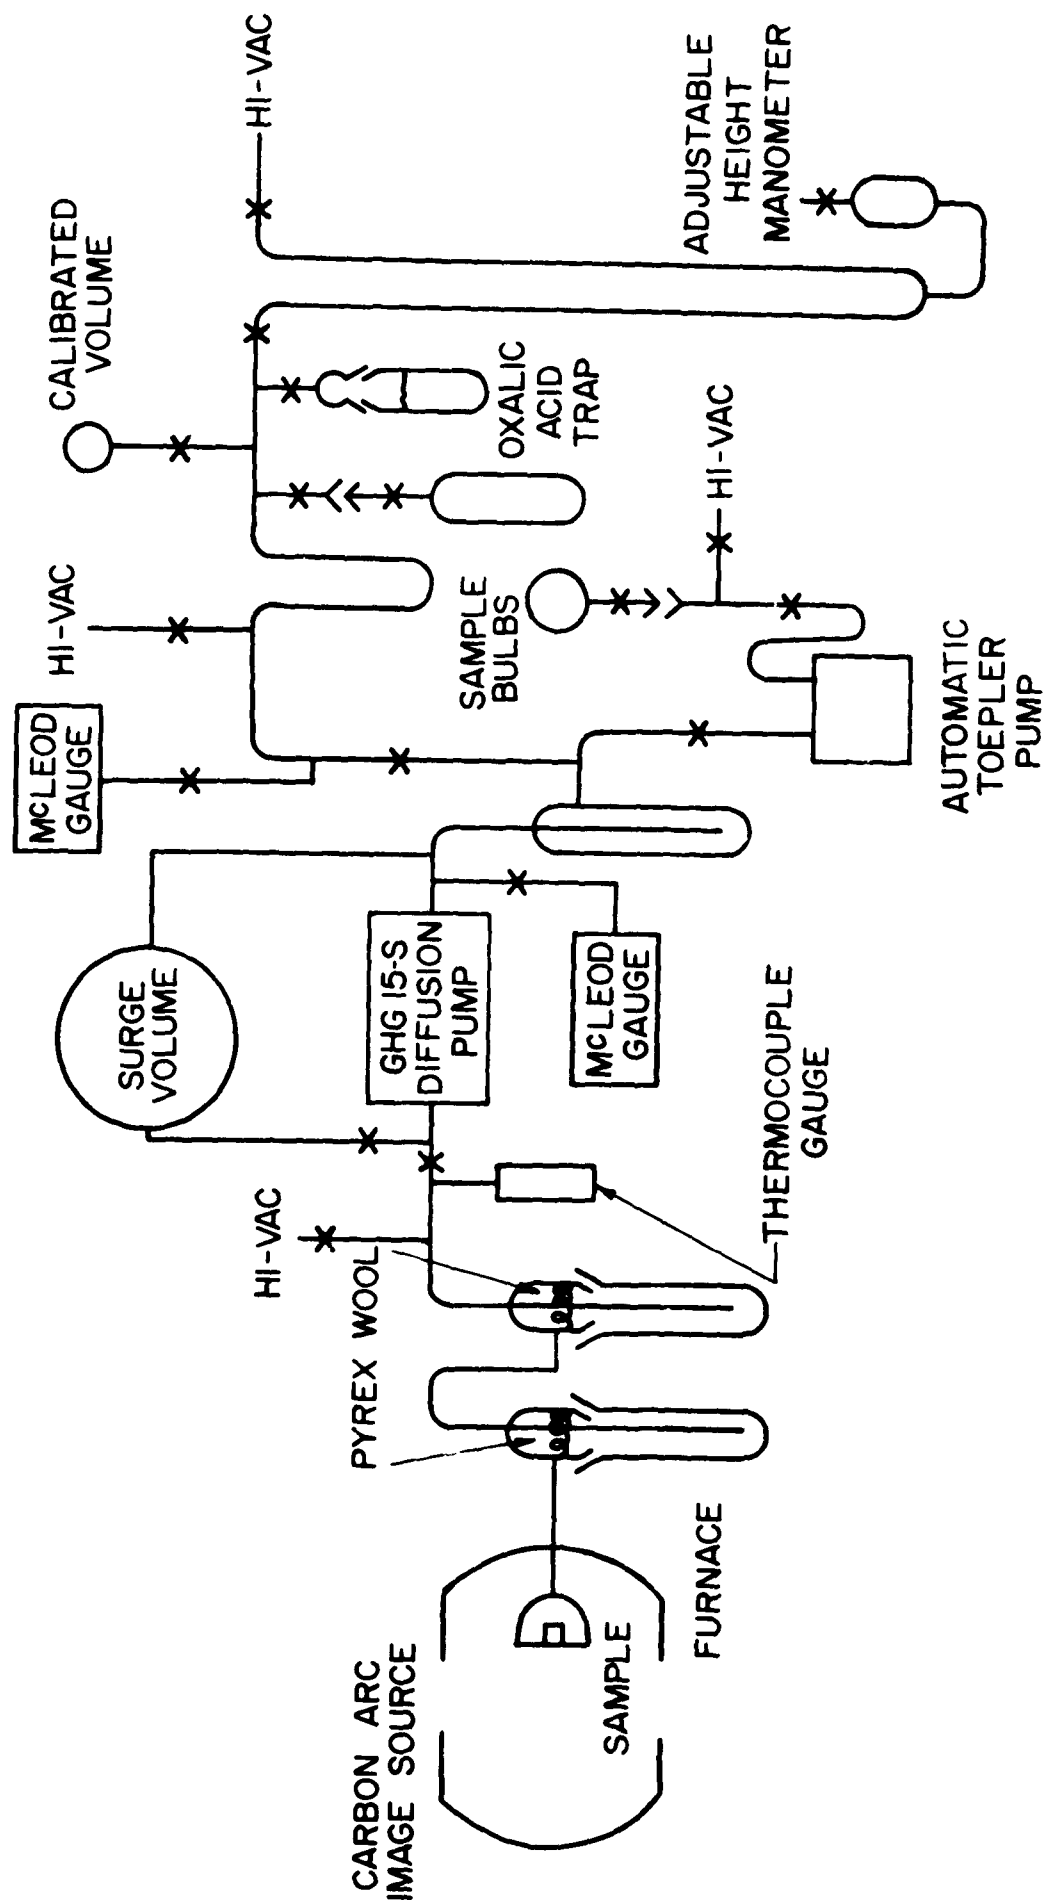 CARBON ARC
IMAGE SOURCE
SAMPLE
FURNACE
PYREX WOOL
HI-VAC
THERMOCOUPLE
GAUGE
SURGE
VOLUME
GHG 15-S
DIFFUSION
PUMP
McLEOD
GAUGE
McLEOD
GAUGE
HI-VAC
SAMPLE
BULBS
AUTOMATIC
TOEPLER
PUMP
HI-VAC
CALIBRATED
VOLUME
OXALIC
ACID
TRAP
HI-VAC
ADJUSTABLE
HEIGHT
MANOMETER